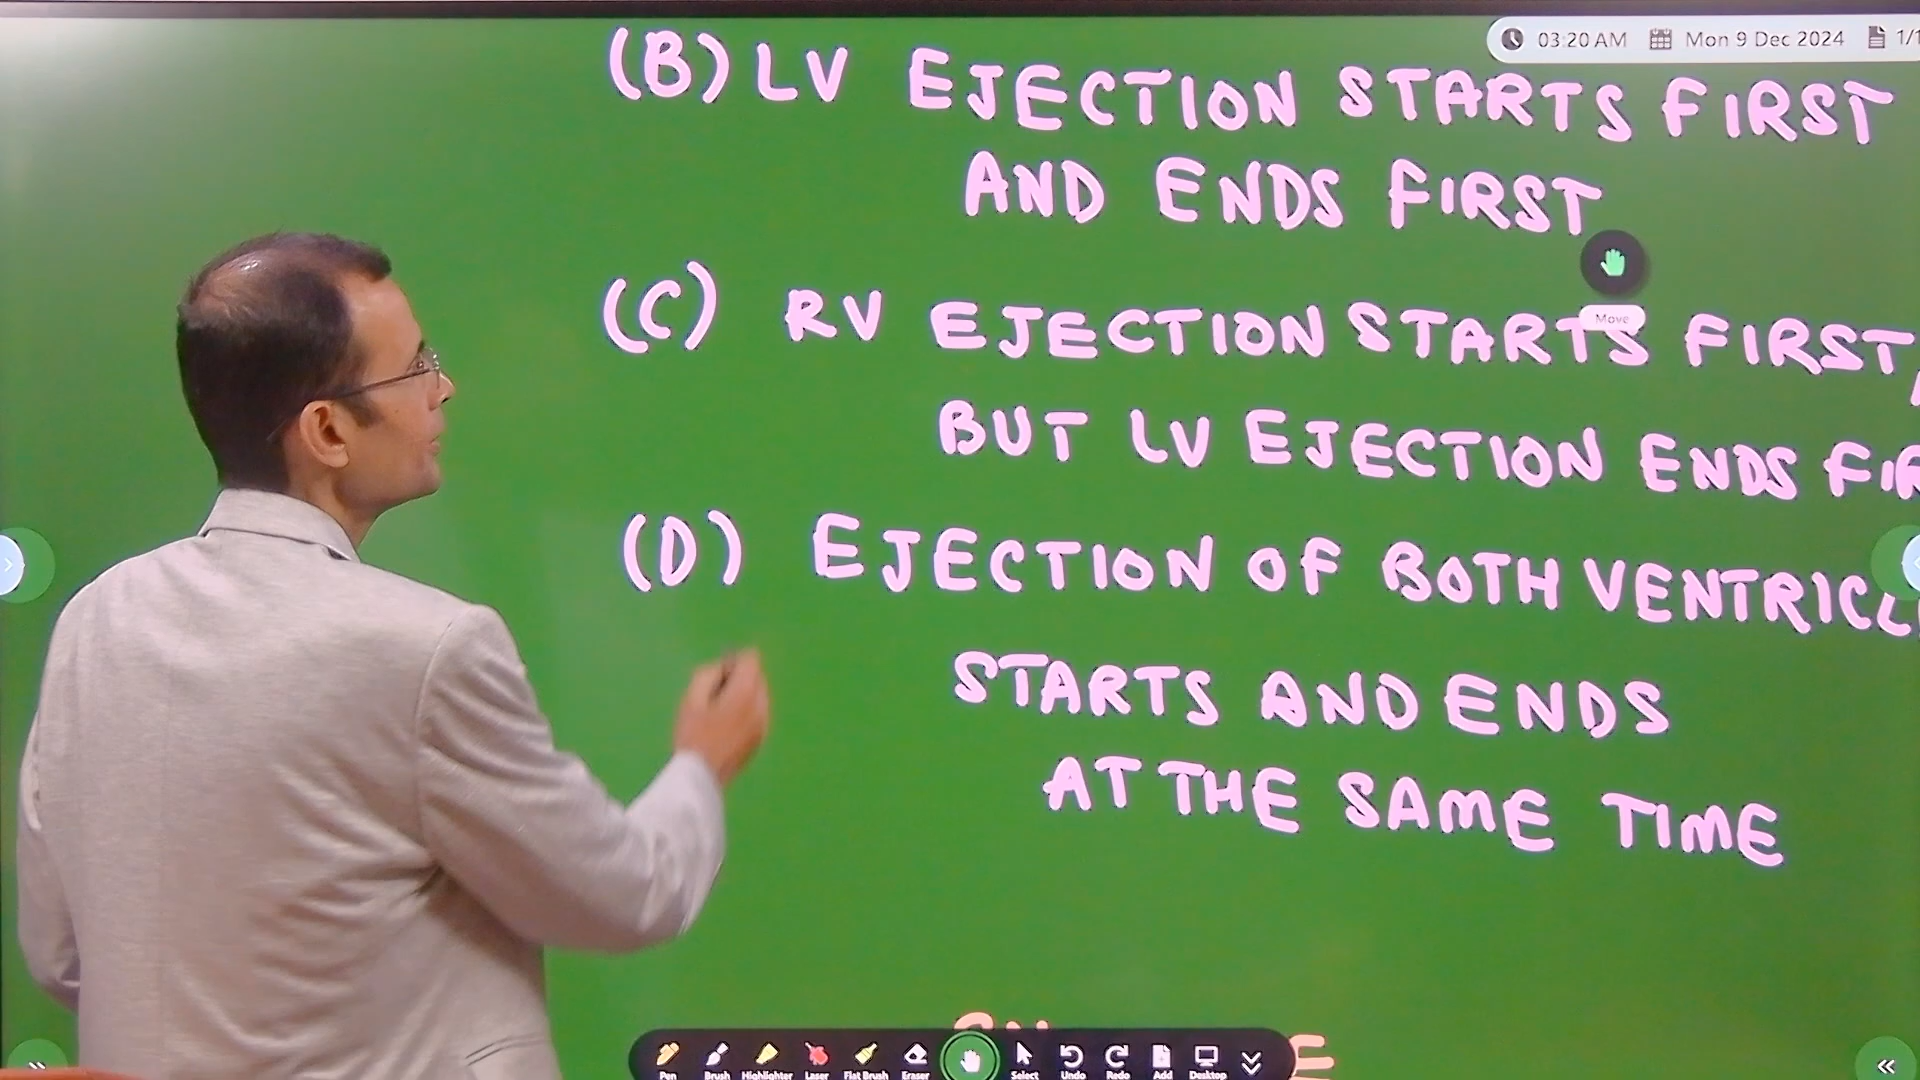 03:20 AM Mon 9 Dec 2024 1/1
(B) LV EJECTION STARTS FIRST
AND ENDS FIRST
Move
(C) RV EJECTION STARTS FIRST,
BUT LV EJECTION ENDS
(D) EJECTION OF BOTH
STARTS AND ENDS
AT THE SAME TIME
Pen Brush Highlighter Laser Flat Brush Eraser Select Undo Redo Add Desktop